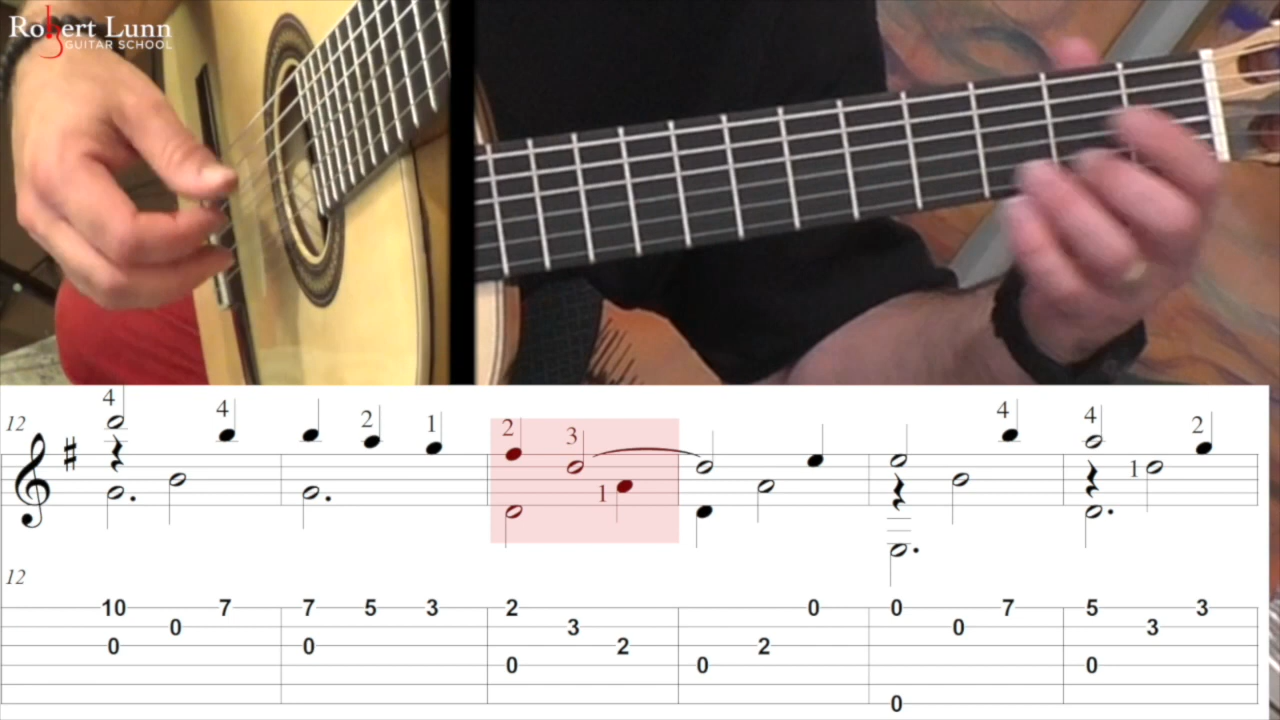 Robert Lunn
GUITAR SCHOOL
4 4 2 1 2 3 1 4 4 1 2
12
12
10 7 7 5 3 2 0 0 7 5 3
0 3 0 3
0 0 2 2
0 0 0
0